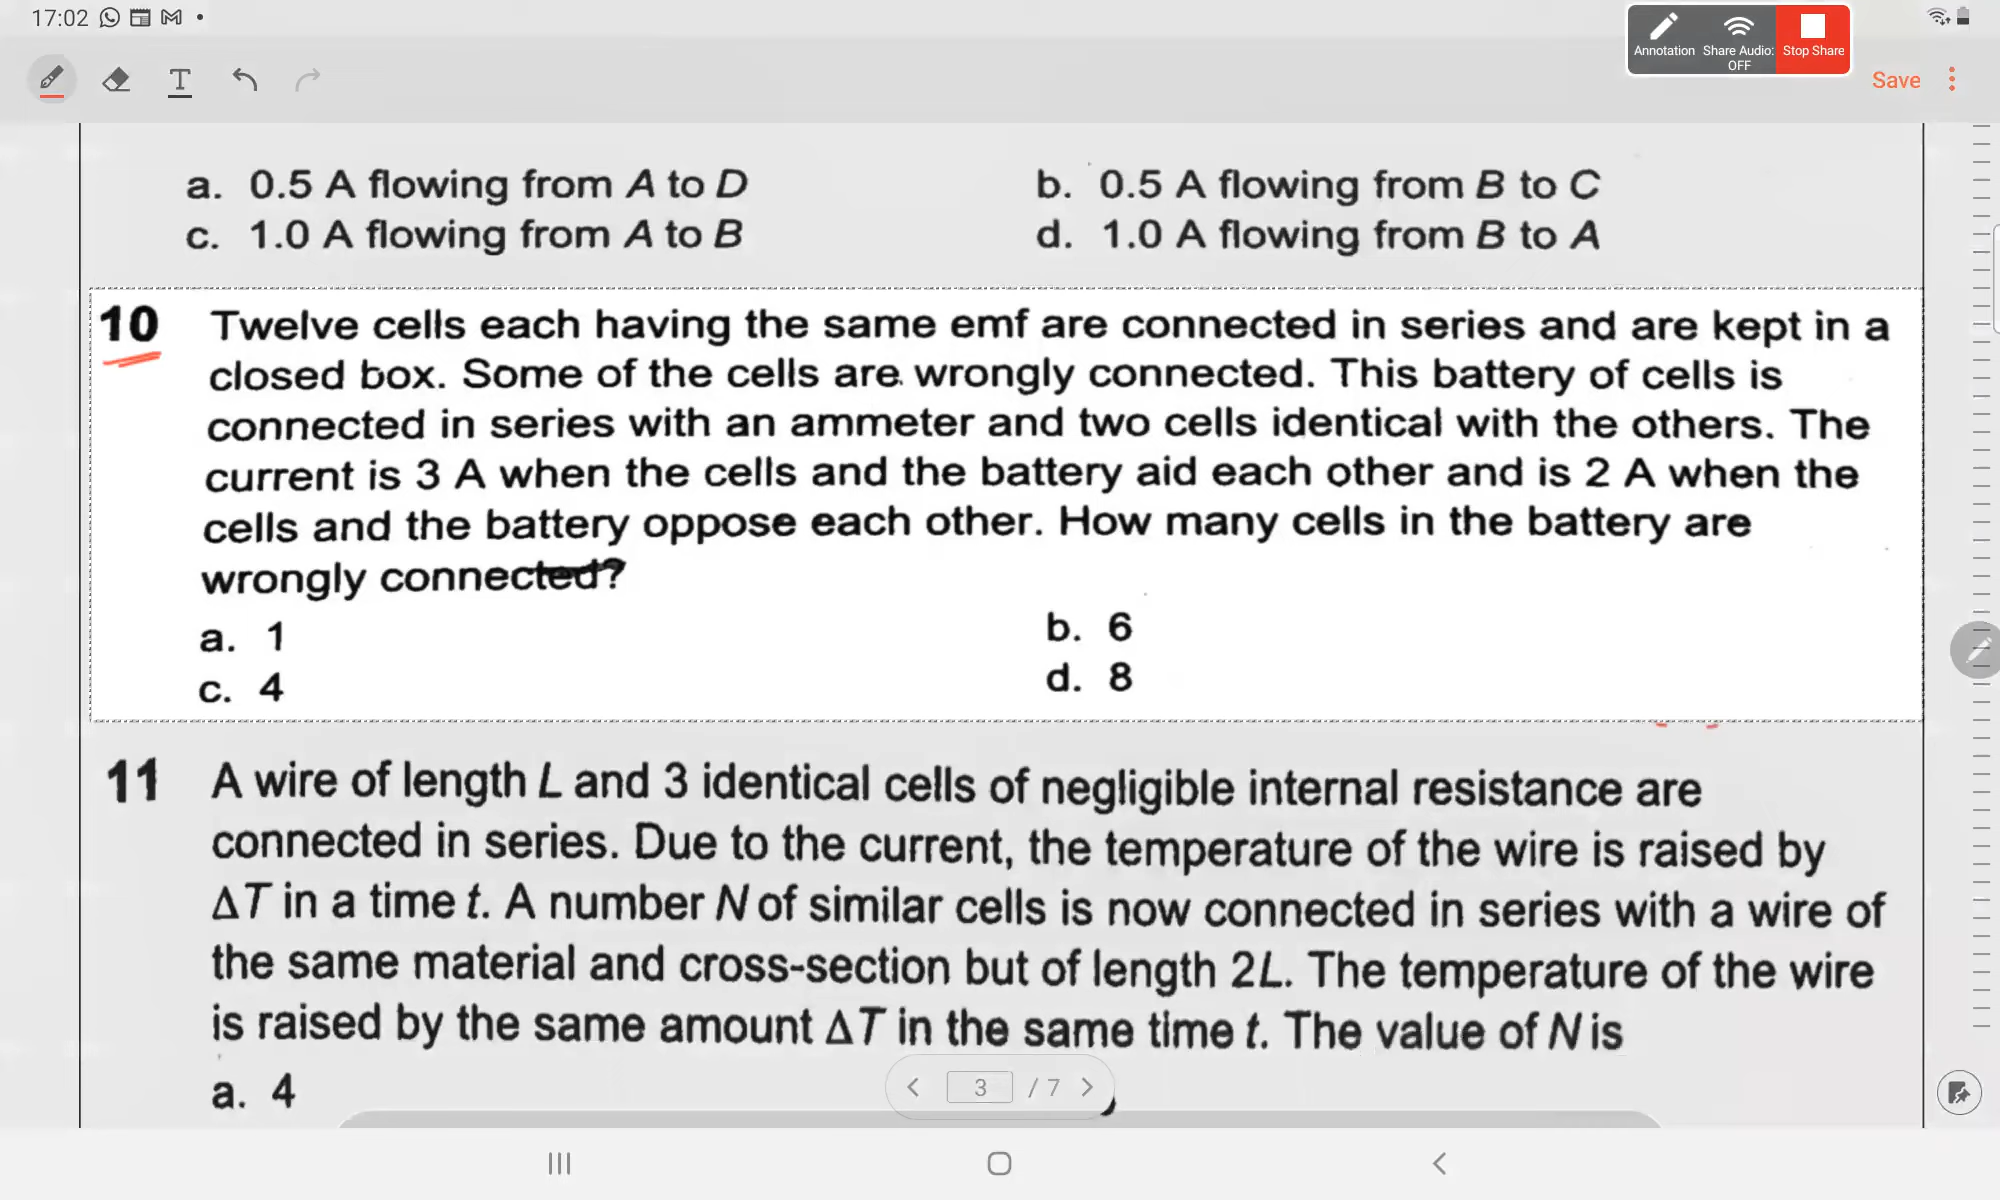 17:02
Annotation
Share Audio: OFF
Stop Share
Save
a. 0.5 A flowing from A to D
b. 0.5 A flowing from B to C
c. 1.0 A flowing from A to B
d. 1.0 A flowing from B to A
10 Twelve cells each having the same emf are connected in series and are kept in a
closed box. Some of the cells are wrongly connected. This battery of cells is
connected in series with an ammeter and two cells identical with the others. The
current is 3 A when the cells and the battery aid each other and is 2 A when the
cells and the battery oppose each other. How many cells in the battery are
wrongly connected?
a. 1
b. 6
c. 4
d. 8
11 A wire of length L and 3 identical cells of negligible internal resistance are
connected in series. Due to the current, the temperature of the wire is raised by
ΔT in a time t. A number N of similar cells is now connected in series with a wire of
the same material and cross-section but of length 2L. The temperature of the wire
is raised by the same amount ΔT in the same time t. The value of N is
a. 4
3 / 7